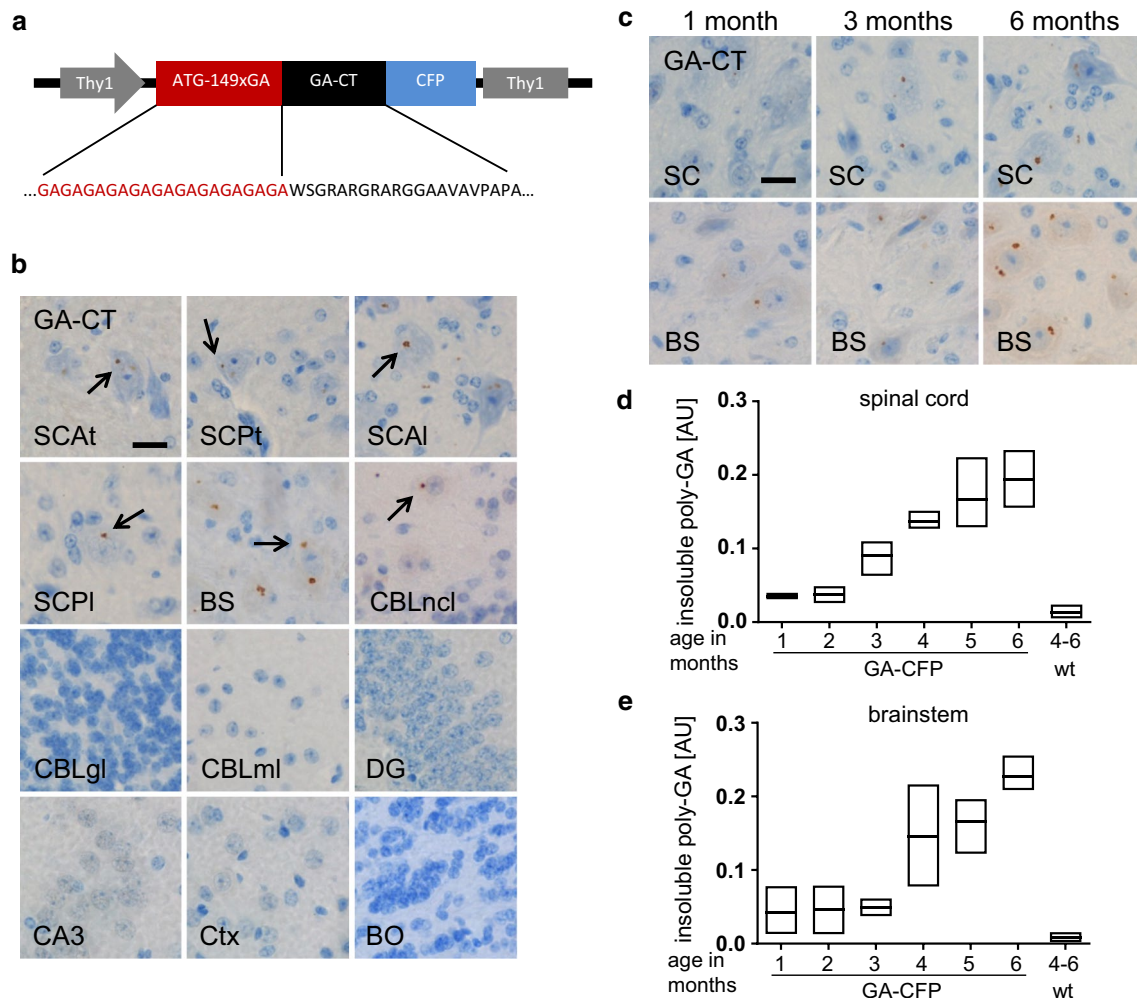 a
Thy1 ATG-149xGA GA-CT CFP Thy1
...GAGAGAGAGAGAGAGAGAGAGAWSGRARGRARGGAAVAVPAPA...
b
GA-CT
SCAt SCPt SCAl
SCPl BS CBLncl
CBLgl CBLml DG
CA3 Ctx BO
c
1 month 3 months 6 months
GA-CT
SC SC SC
BS BS BS
d
spinal cord
insoluble poly-GA [AU]
0.3
0.2
0.1
0.0
age in months
1 2 3 4 5 6 4-6
GA-CFP wt
e
brainstem
insoluble poly-GA [AU]
0.3
0.2
0.1
0.0
age in months
1 2 3 4 5 6 4-6
GA-CFP wt